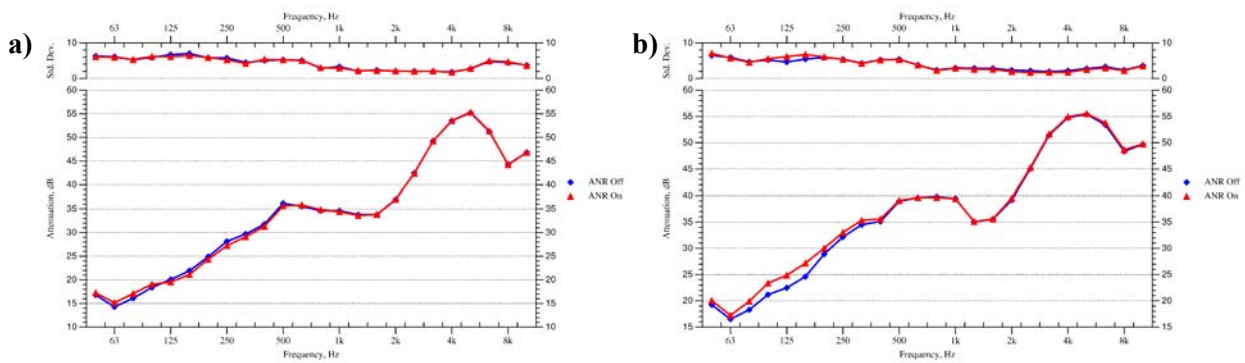 a)
Frequency, Hz
63 125 250 500 1k 2k 4k 8k
Std. Dev.
10 10
0 0
Attenuation, dB
60 60
55 55
50 50
45 45
40 40
35 35
30 30
25 25
20 20
15 15
10 10
63 125 250 500 1k 2k 4k 8k
Frequency, Hz
ANR Off
ANR On
b)
Frequency, Hz
63 125 250 500 1k 2k 4k 8k
Std. Dev.
10 10
0 0
Attenuation, dB
60 60
55 55
50 50
45 45
40 40
35 35
30 30
25 25
20 20
15 15
63 125 250 500 1k 2k 4k 8k
Frequency, Hz
ANR Off
ANR On